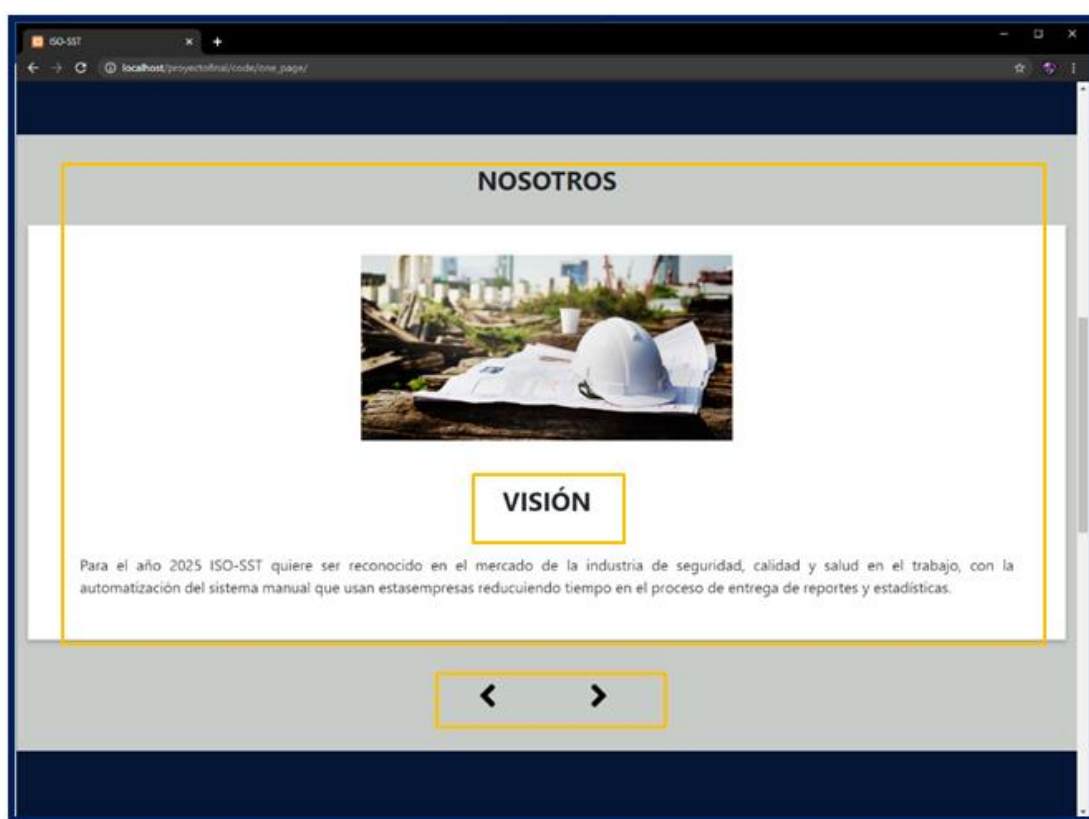 ISO-SST
localhost/proyectofinal/code/one_page/
NOSOTROS
VISIÓN
Para el año 2025 ISO-SST quiere ser reconocido en el mercado de la industria de seguridad, calidad y salud en el trabajo, con la
automatización del sistema manual que usan estasempresas reducuiendo tiempo en el proceso de entrega de reportes y estadísticas.